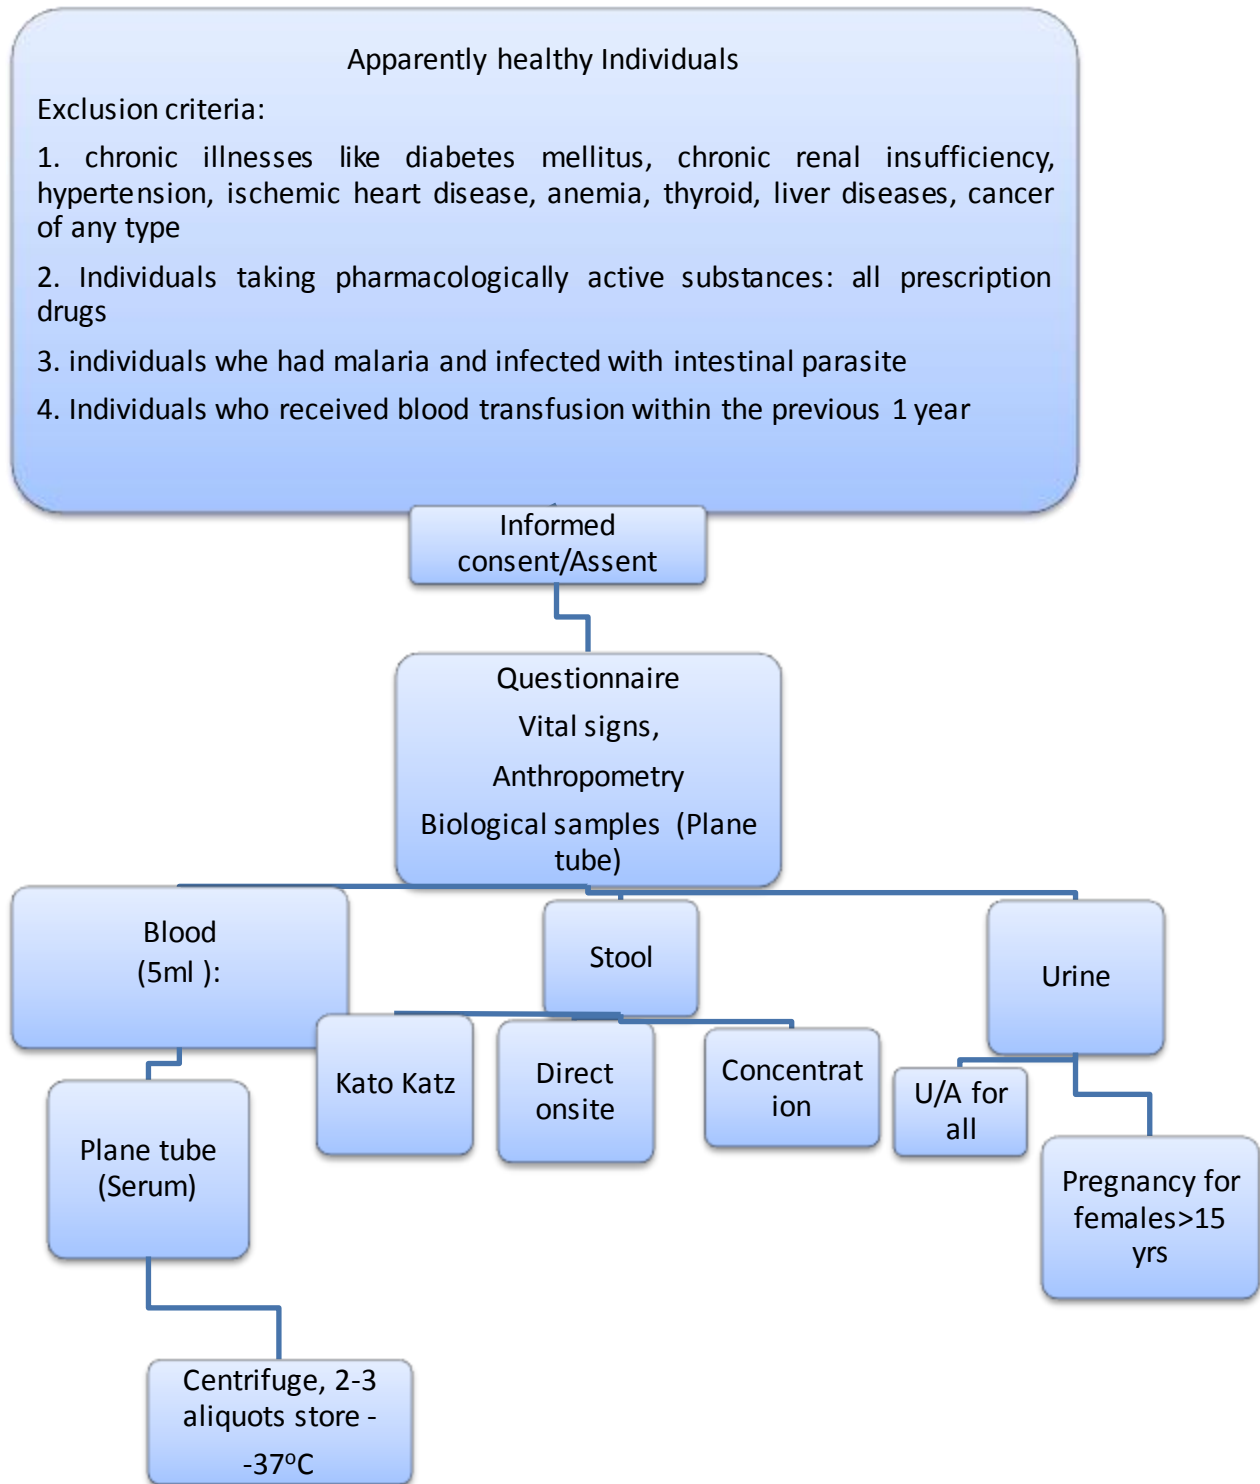 Apparently healthy Individuals
Exclusion criteria:
1. chronic illnesses like diabetes mellitus, chronic renal insufficiency,
hypertension, ischemic heart disease, anemia, thyroid, liver diseases, cancer
of any type
2. Individuals taking pharmacologically active substances: all prescription
drugs
3. individuals whe had malaria and infected with intestinal parasite
4. Individuals who received blood transfusion within the previous 1 year
Informed
consent/Assent
Questionnaire
Vital signs,
Anthropometry
Biological samples (Plane
tube)
Blood
(5ml ):
Stool
Urine
Kato Katz
Direct
onsite
Concentrat
ion
U/A for
all
Plane tube
(Serum)
Pregnancy for
females>15
yrs
Centrifuge, 2-3
aliquots store -
-37°C